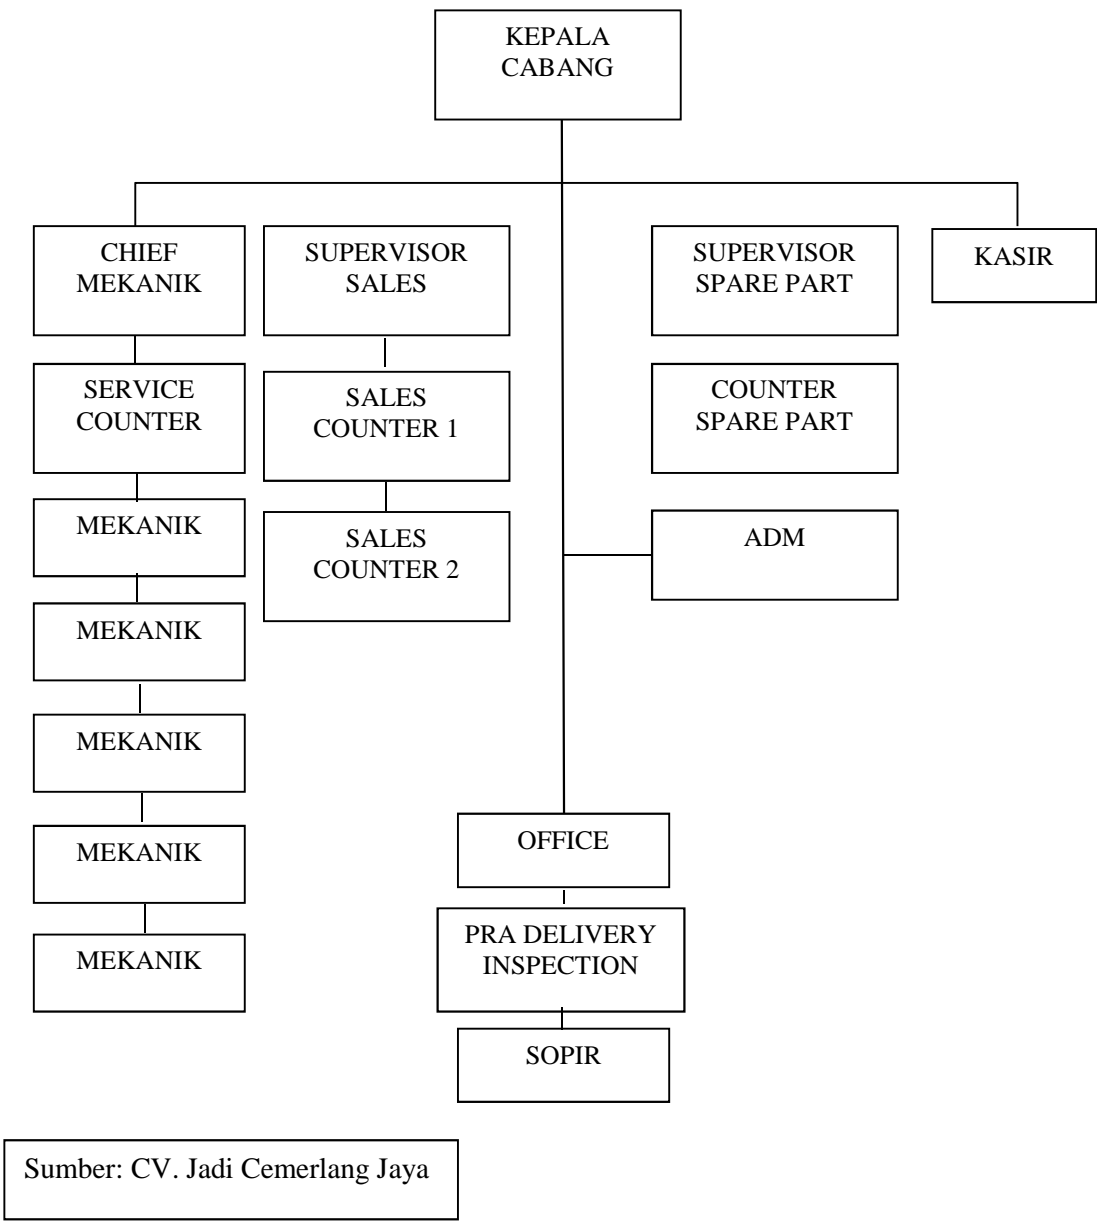 KEPALA
CABANG
CHIEF
MEKANIK
SUPERVISOR
SALES
SUPERVISOR
SPARE PART
KASIR
SERVICE
COUNTER
SALES
COUNTER 1
COUNTER
SPARE PART
MEKANIK
SALES
COUNTER 2
ADM
MEKANIK
MEKANIK
MEKANIK
MEKANIK
OFFICE
PRA DELIVERY
INSPECTION
SOPIR
Sumber: CV. Jadi Cemerlang Jaya